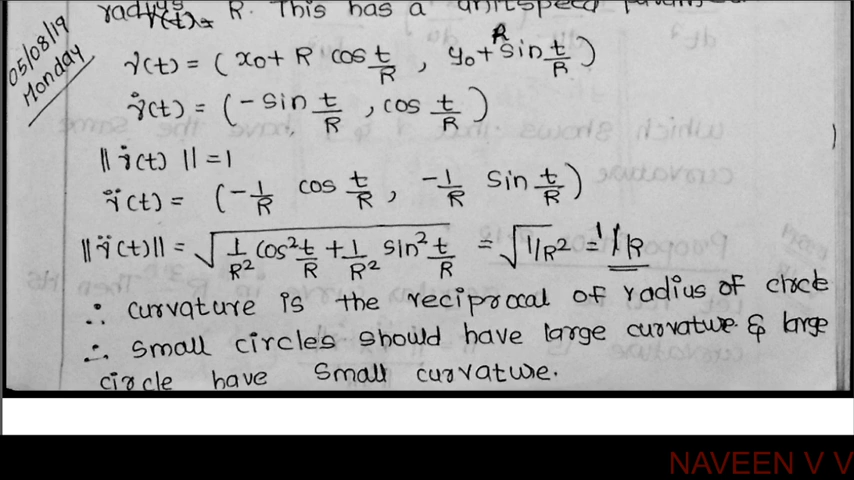 radius R. This has a unitspeed
05/08/19
Monday
γ(t) = ( x₀ + R cos t/R , y₀ + R sin t/R )
γ̇(t) = ( - sin t/R , cos t/R )
|| γ̇(t) || = 1
γ̈(t) = ( - 1/R cos t/R , - 1/R Sin t/R )
|| γ̈(t) || = √(1/R² cos² t/R + 1/R² sin² t/R) = √1/R² = 1/R
∴ curvature is the reciprocal of radius of circle
∴ small circles should have large curvature & large
circle have small curvature.
NAVEEN V V